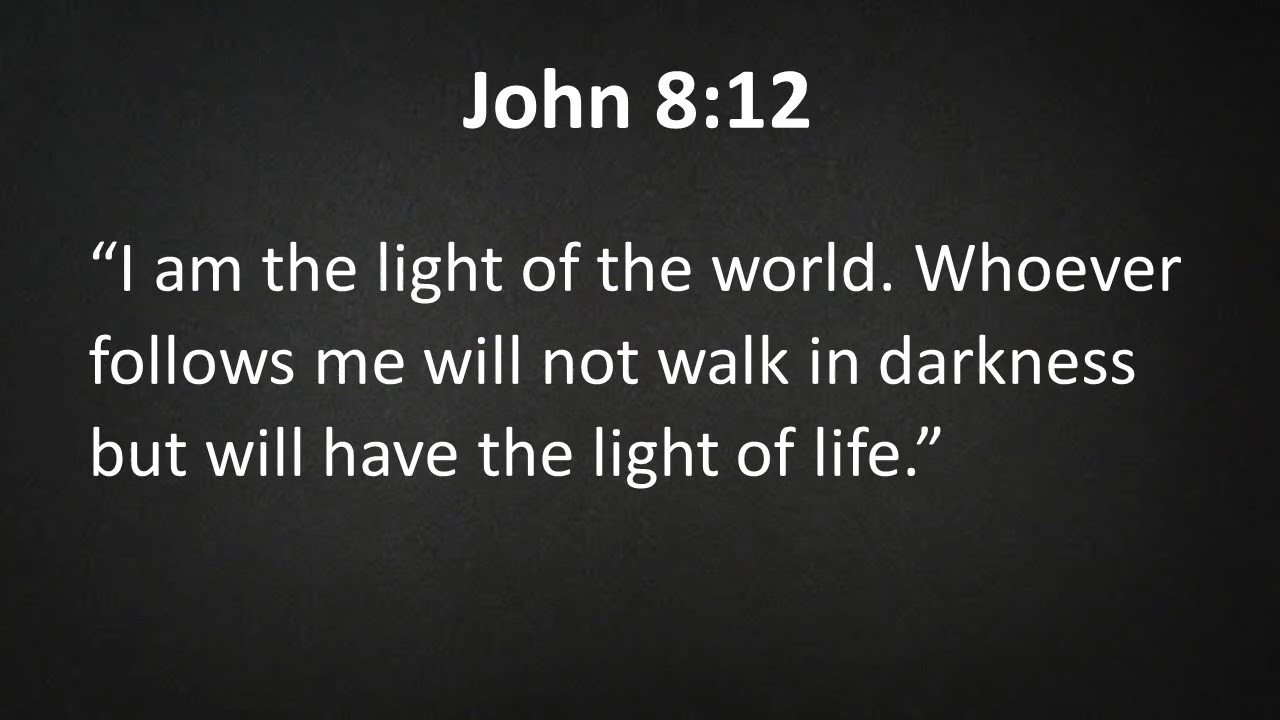 John 8:12
“I am the light of the world. Whoever
follows me will not walk in darkness
but will have the light of life.”